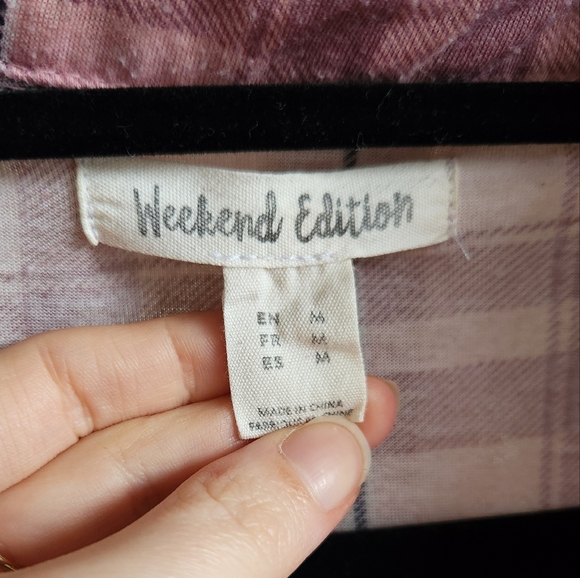 Weekend Edition
EN M
FR M
ES M
MADE IN CHINA